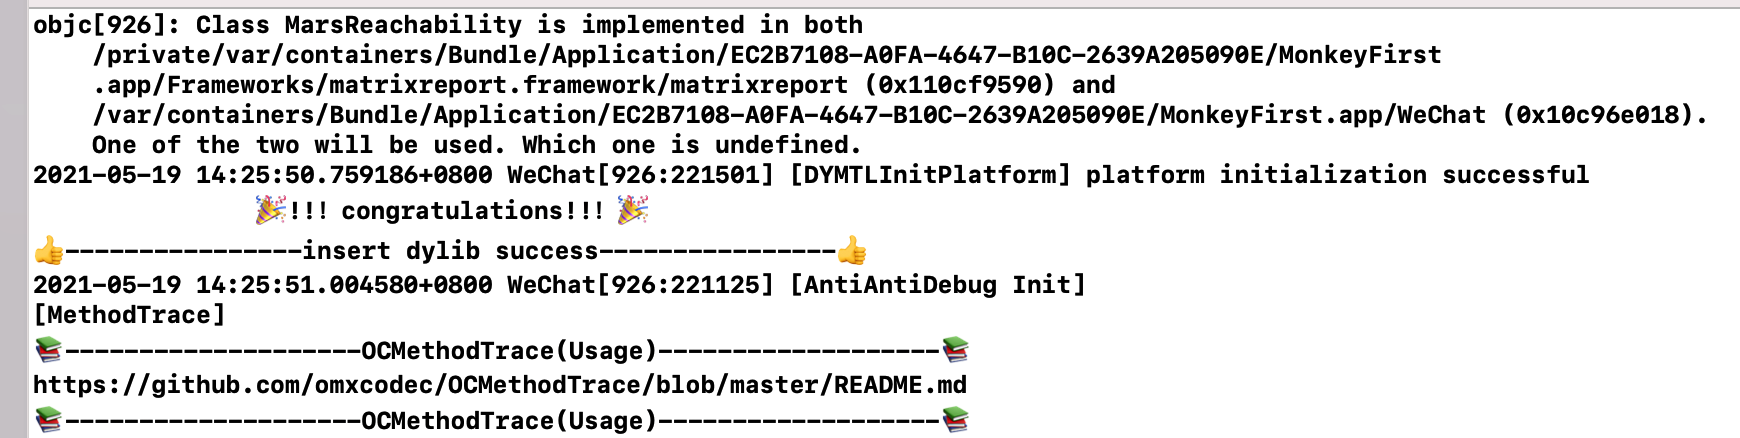 objc[926]: Class MarsReachability is implemented in both
/private/var/containers/Bundle/Application/EC2B7108-A0FA-4647-B10C-2639A205090E/MonkeyFirst
.app/Frameworks/matrixreport.framework/matrixreport (0x110cf9590) and
/var/containers/Bundle/Application/EC2B7108-A0FA-4647-B10C-2639A205090E/MonkeyFirst.app/WeChat (0x10c96e018).
One of the two will be used. Which one is undefined.
2021-05-19 14:25:50.759186+0800 WeChat[926:221501] [DYMTLInitPlatform] platform initialization successful
🎉!!! congratulations!!! 🎉
👍----------------insert dylib success----------------👍
2021-05-19 14:25:51.004580+0800 WeChat[926:221125] [AntiAntiDebug Init]
[MethodTrace]
📚--------------------OCMethodTrace(Usage)-------------------📚
https://github.com/omxcodec/OCMethodTrace/blob/master/README.md
📚--------------------OCMethodTrace(Usage)-------------------📚